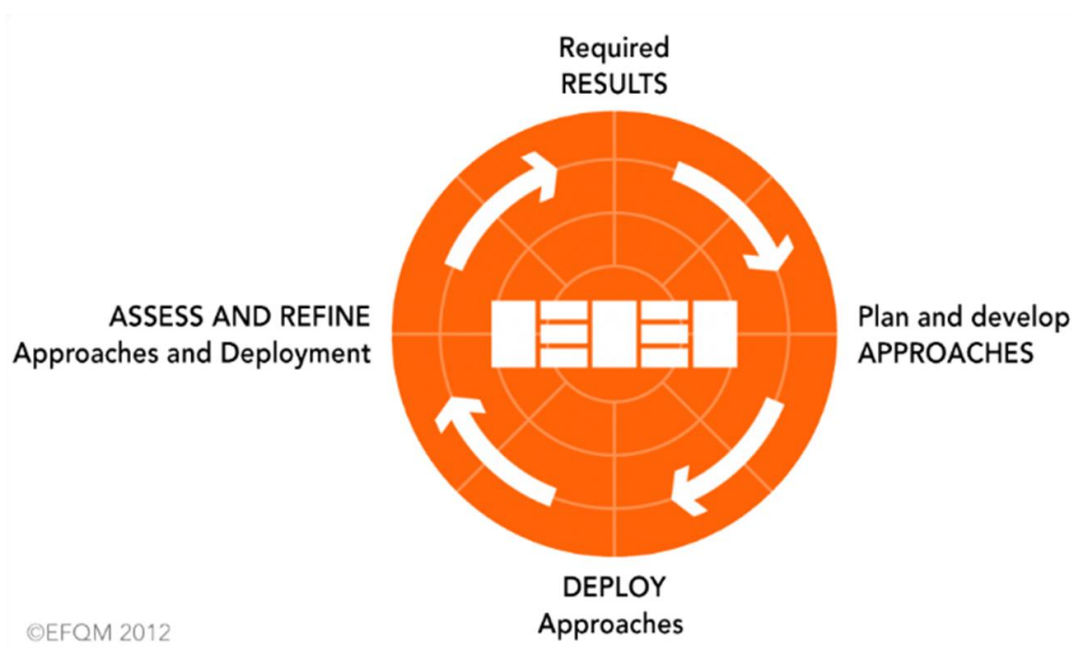 Required
RESULTS
ASSESS AND REFINE
Approaches and Deployment
Plan and develop
APPROACHES
DEPLOY
Approaches
©EFQM 2012